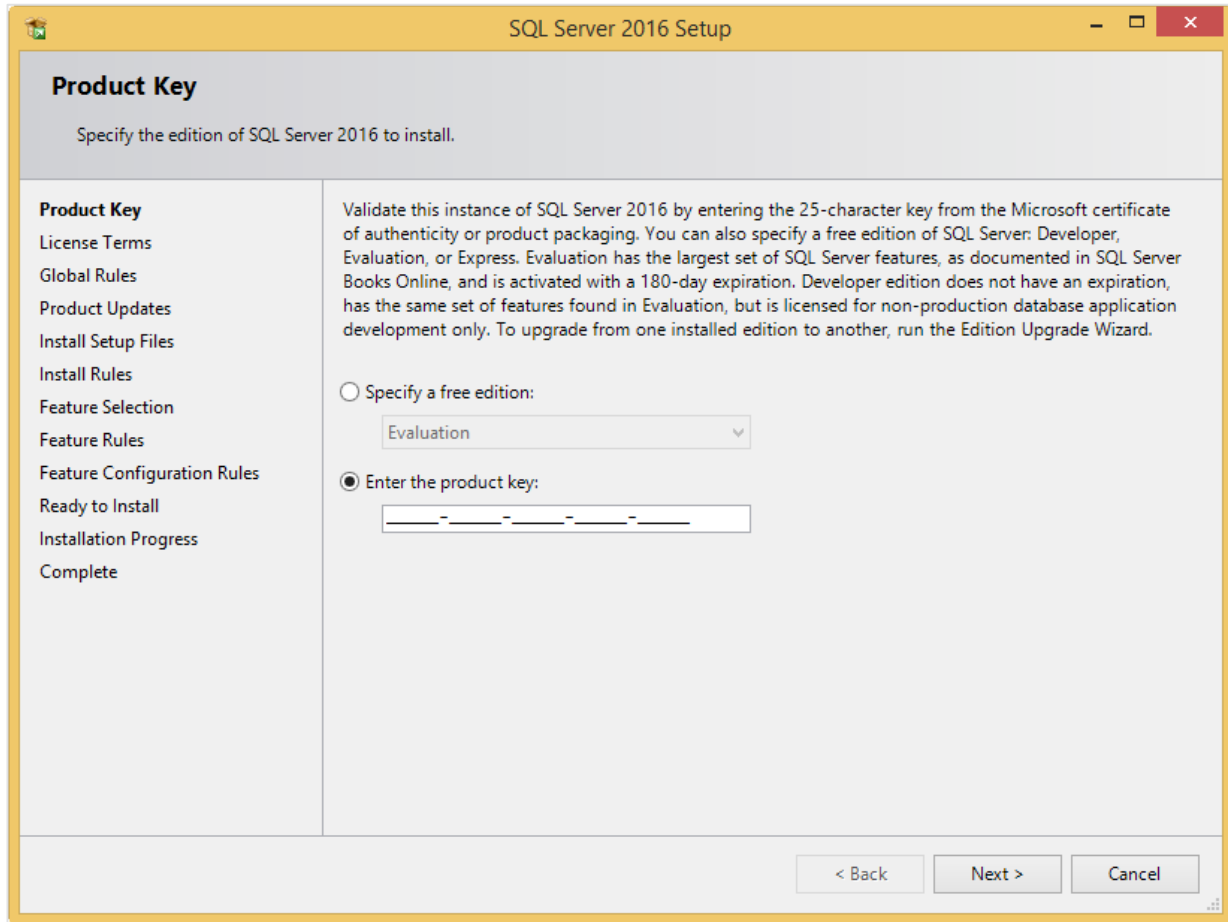 SQL Server 2016 Setup
Product Key
Specify the edition of SQL Server 2016 to install.
Product Key
License Terms
Global Rules
Product Updates
Install Setup Files
Install Rules
Feature Selection
Feature Rules
Feature Configuration Rules
Ready to Install
Installation Progress
Complete
Validate this instance of SQL Server 2016 by entering the 25-character key from the Microsoft certificate
of authenticity or product packaging. You can also specify a free edition of SQL Server: Developer,
Evaluation, or Express. Evaluation has the largest set of SQL Server features, as documented in SQL Server
Books Online, and is activated with a 180-day expiration. Developer edition does not have an expiration,
has the same set of features found in Evaluation, but is licensed for non-production database application
development only. To upgrade from one installed edition to another, run the Edition Upgrade Wizard.
Specify a free edition:
Evaluation
Enter the product key:
_____-_____-_____-_____-_____
< Back
Next >
Cancel